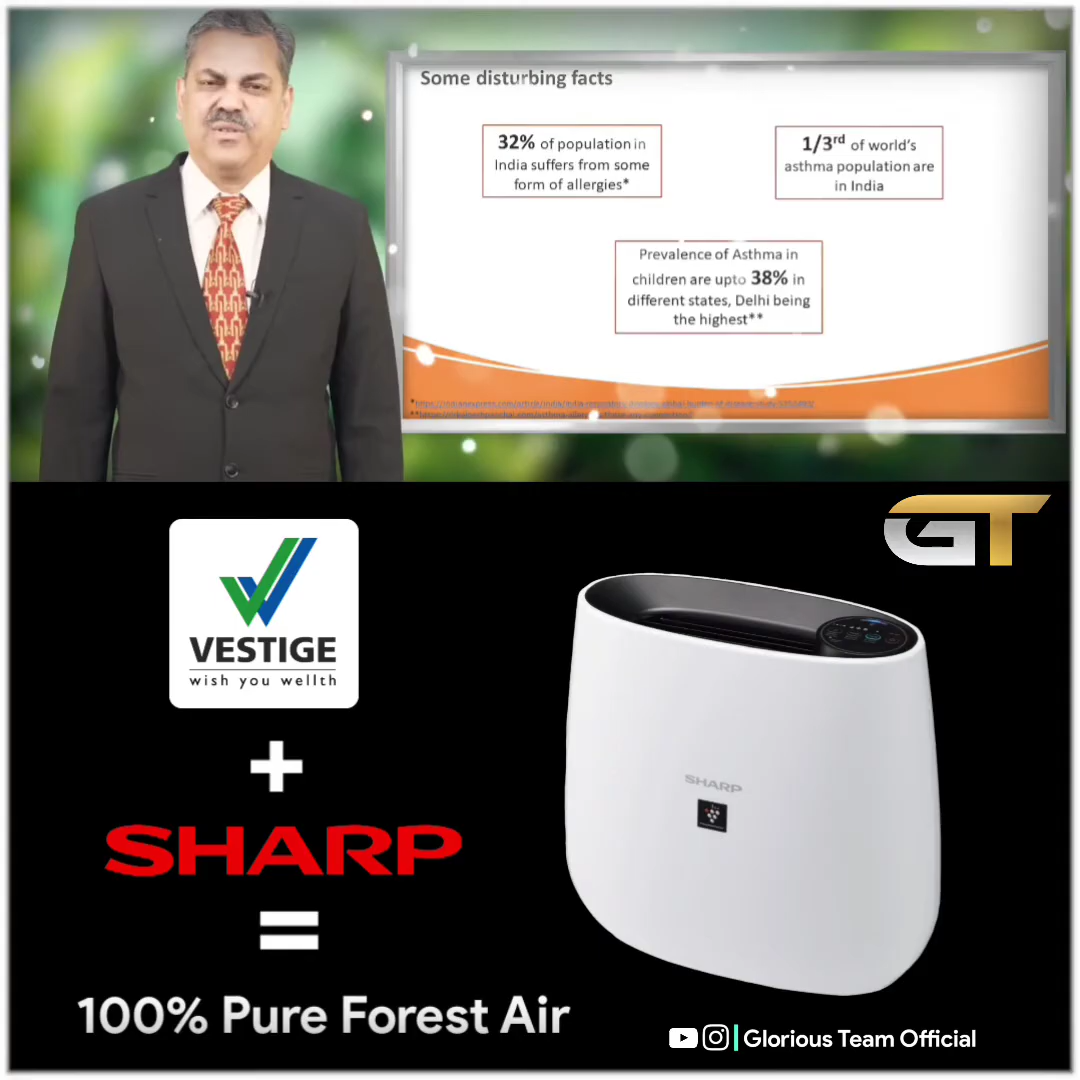 Some disturbing facts
32% of population in
India suffers from some
form of allergies*
1/3rd of world's
asthma population are
in India
Prevalence of Asthma in
children are upto 38% in
different states, Delhi being
the highest**
GT
VESTIGE
wish you wellth
+
SHARP
=
100% Pure Forest Air
SHARP
Glorious Team Official